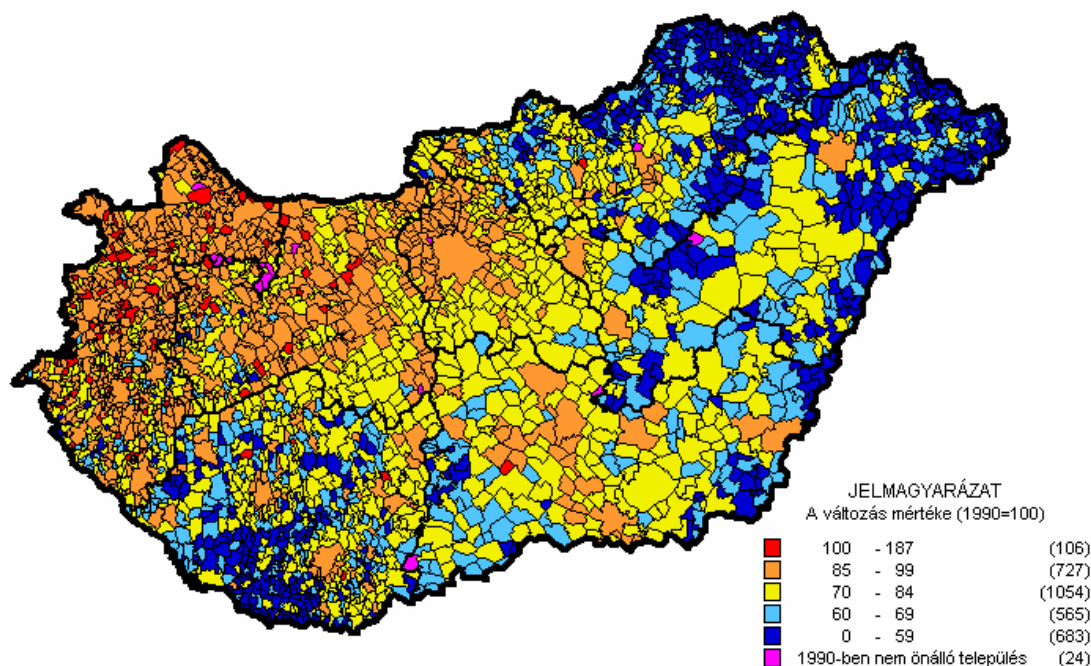 JELMAGYARÁZAT
A változás mértéke (1990=100)
100 - 187 (106)
85 - 99 (727)
70 - 84 (1054)
60 - 69 (565)
0 - 59 (683)
1990-ben nem önálló település (24)